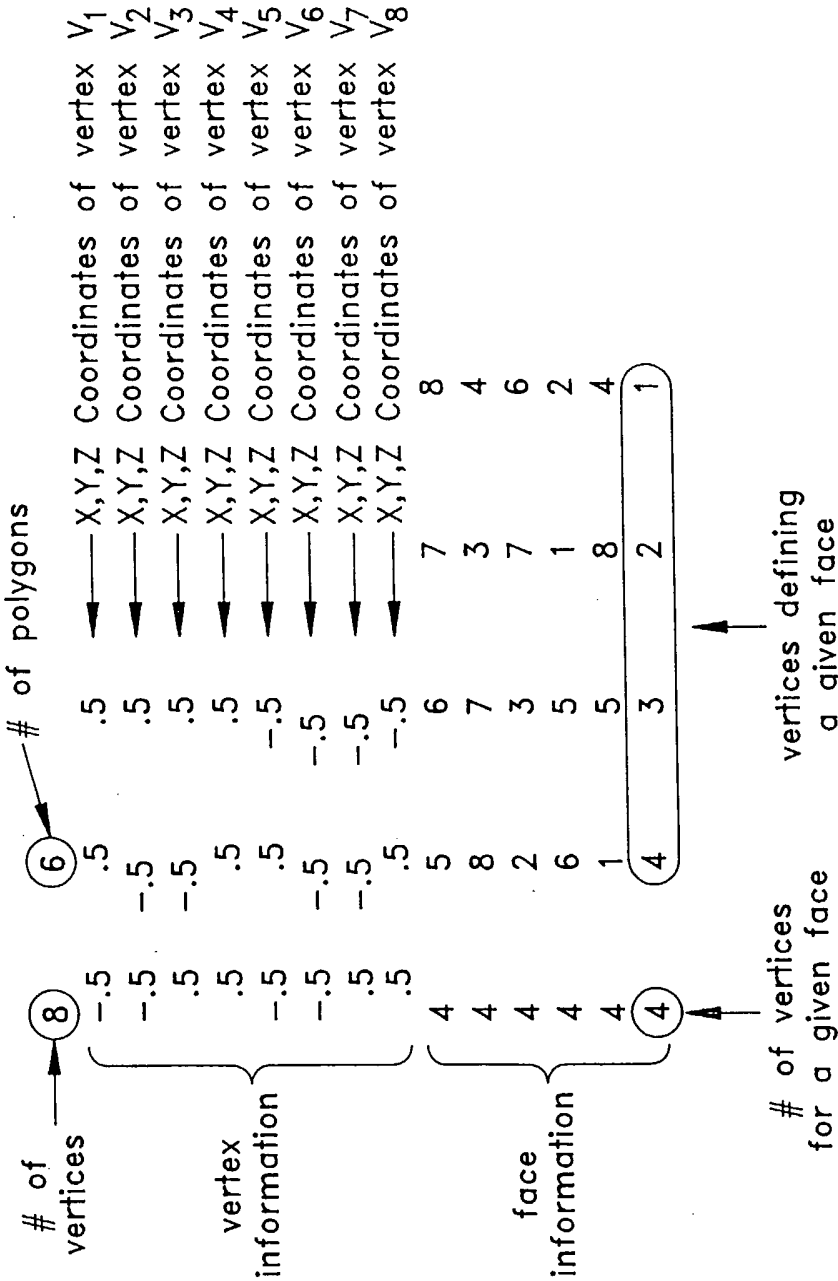 # of polygons
# of
vertices
8 6
-.5 .5 .5 X,Y,Z Coordinates of vertex V1
-.5 -.5 .5 X,Y,Z Coordinates of vertex V2
.5 -.5 .5 X,Y,Z Coordinates of vertex V3
.5 .5 .5 X,Y,Z Coordinates of vertex V4
-.5 .5 -.5 X,Y,Z Coordinates of vertex V5
-.5 -.5 -.5 X,Y,Z Coordinates of vertex V6
.5 -.5 -.5 X,Y,Z Coordinates of vertex V7
.5 .5 -.5 X,Y,Z Coordinates of vertex V8
vertex
information
4 5 6 7 8
4 8 7 3 4
4 2 3 7 6
4 6 5 1 2
4 1 5 8 4
4 4 3 2 1
face
information
# of vertices
for a given face
vertices defining
a given face